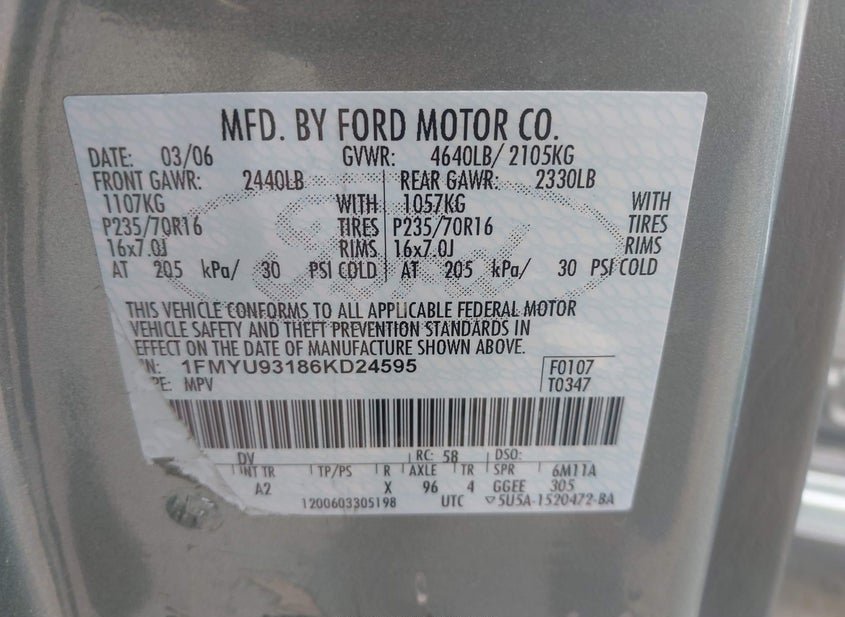 MFD. BY FORD MOTOR CO.
DATE: 03/06 GVWR: 4640LB/ 2105KG
FRONT GAWR: 2440LB REAR GAWR: 2330LB
1107KG WITH 1057KG WITH
P235/70R16 TIRES P235/70R16 TIRES
16x7.0J RIMS 16x7.0J RIMS
AT 205 kPa/ 30 PSI COLD AT 205 kPa/ 30 PSI COLD
THIS VEHICLE CONFORMS TO ALL APPLICABLE FEDERAL MOTOR
VEHICLE SAFETY AND THEFT PREVENTION STANDARDS IN
EFFECT ON THE DATE OF MANUFACTURE SHOWN ABOVE.
N: 1FMYU93186KD24595 F0107
PE: MPV T0347
DV RC: 58 DSO:
INT TR TP/PS R AXLE TR SPR 6M11A
A2 X 96 4 GGEE 305
1200603305198 UTC ▽5U5A-1520472-BA